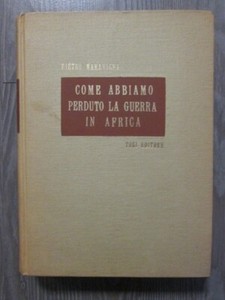 PIETRO MARAVIGNA
COME ABBIAMO
PERDUTO LA GUERRA
IN AFRICA
TOSI EDITORE